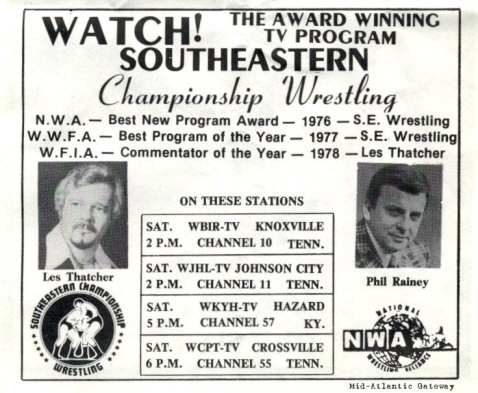 WATCH! THE AWARD WINNING
TV PROGRAM
SOUTHEASTERN
Championship Wrestling
N.W.A. — Best New Program Award — 1976 — S.E. Wrestling
W.W.F.A. — Best Program of the Year — 1977 — S.E. Wrestling
W.F.I.A. — Commentator of the Year — 1978 — Les Thatcher
ON THESE STATIONS
SAT. WBIR-TV KNOXVILLE
2 P.M. CHANNEL 10 TENN.
SAT. WJHL-TV JOHNSON CITY
2 P.M. CHANNEL 11 TENN.
SAT. WKYH-TV HAZARD
5 P.M. CHANNEL 57 KY.
SAT. WCPT-TV CROSSVILLE
6 P.M. CHANNEL 55 TENN.
Les Thatcher
SOUTHEASTERN CHAMPIONSHIP
WRESTLING
Phil Rainey
NATIONAL
NWA
WRESTLING ALLIANCE
Mid-Atlantic Gateway